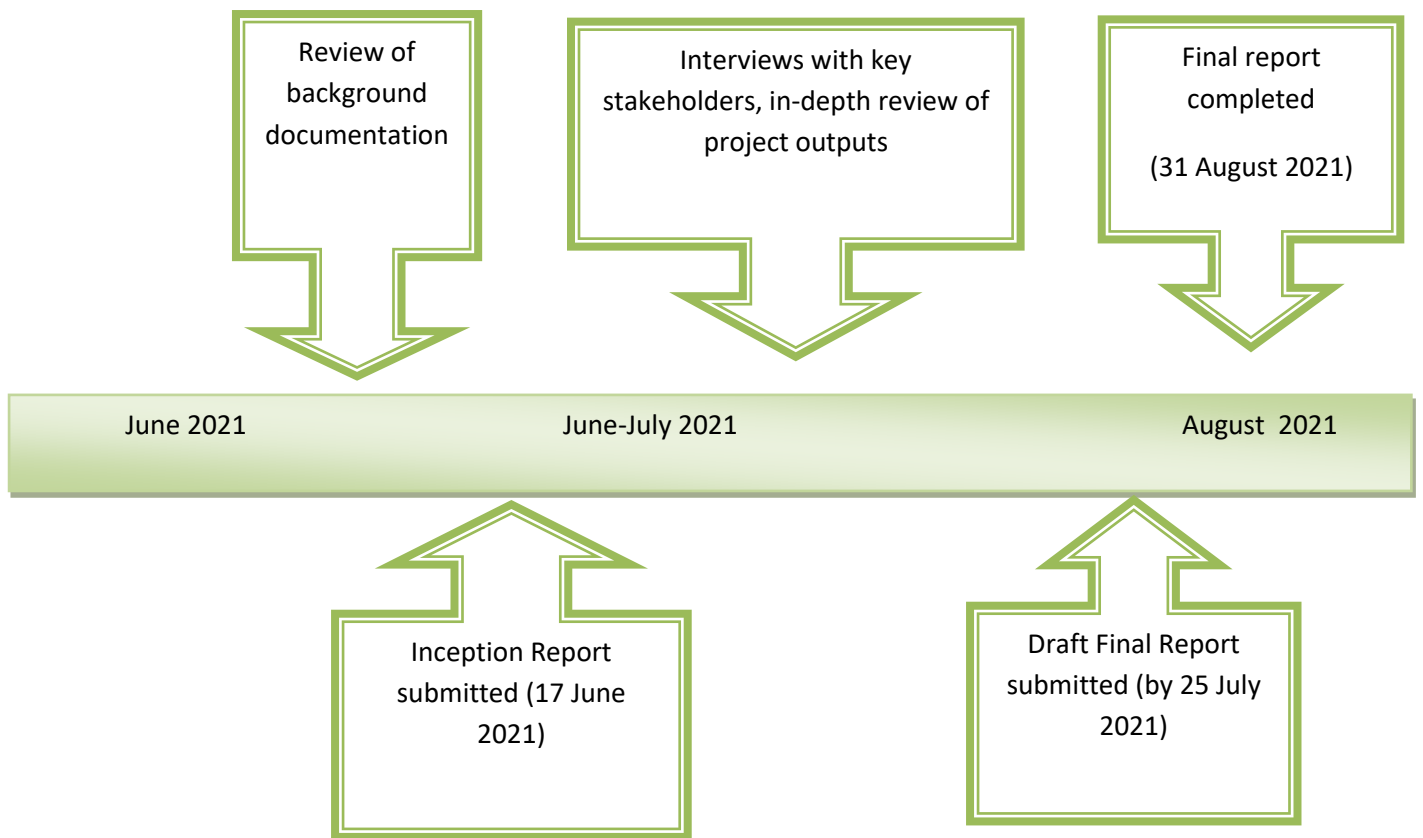 Review of
background
documentation
Interviews with key
stakeholders, in-depth review of
project outputs
Final report
completed
(31 August 2021)
June 2021
June-July 2021
August  2021
Inception Report
submitted (17 June
2021)
Draft Final Report
submitted (by 25 July
2021)